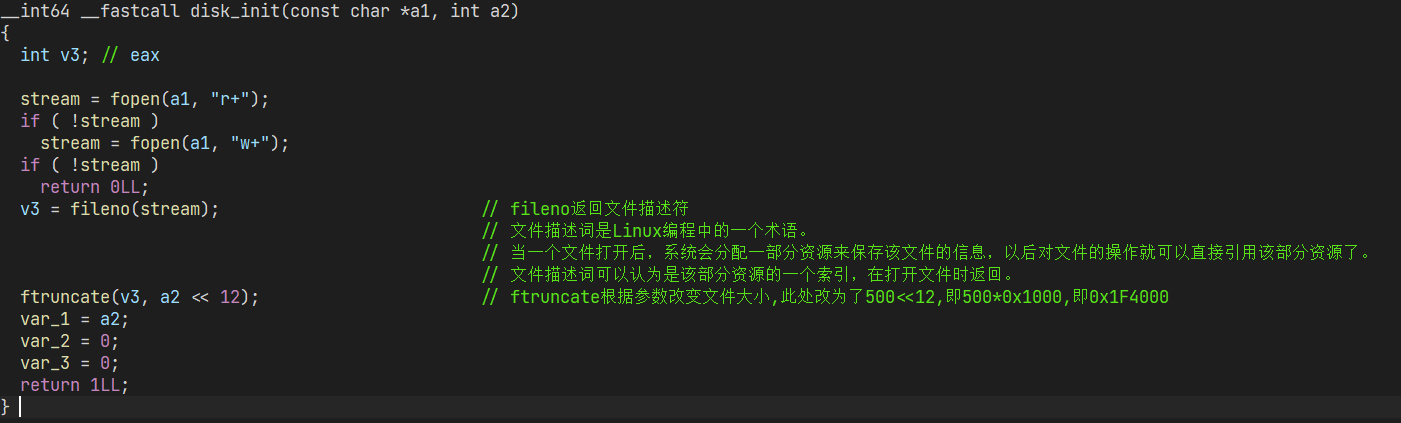 __int64 __fastcall disk_init(const char *a1, int a2)
{
  int v3; // eax
  stream = fopen(a1, "r+");
  if ( !stream )
    stream = fopen(a1, "w+");
  if ( !stream )
    return 0LL;
  v3 = fileno(stream);                          // fileno返回文件描述符
                                                // 文件描述词是Linux编程中的一个术语。
                                                // 当一个文件打开后，系统会分配一部分资源来保存该文件的信息，以后对文件的操作就可以直接引用该部分资源了。
                                                // 文件描述词可以认为是该部分资源的一个索引，在打开文件时返回。
  ftruncate(v3, a2 << 12);                      // ftruncate根据参数改变文件大小,此处改为了500<<12,即500*0x1000,即0x1F4000
  var_1 = a2;
  var_2 = 0;
  var_3 = 0;
  return 1LL;
}